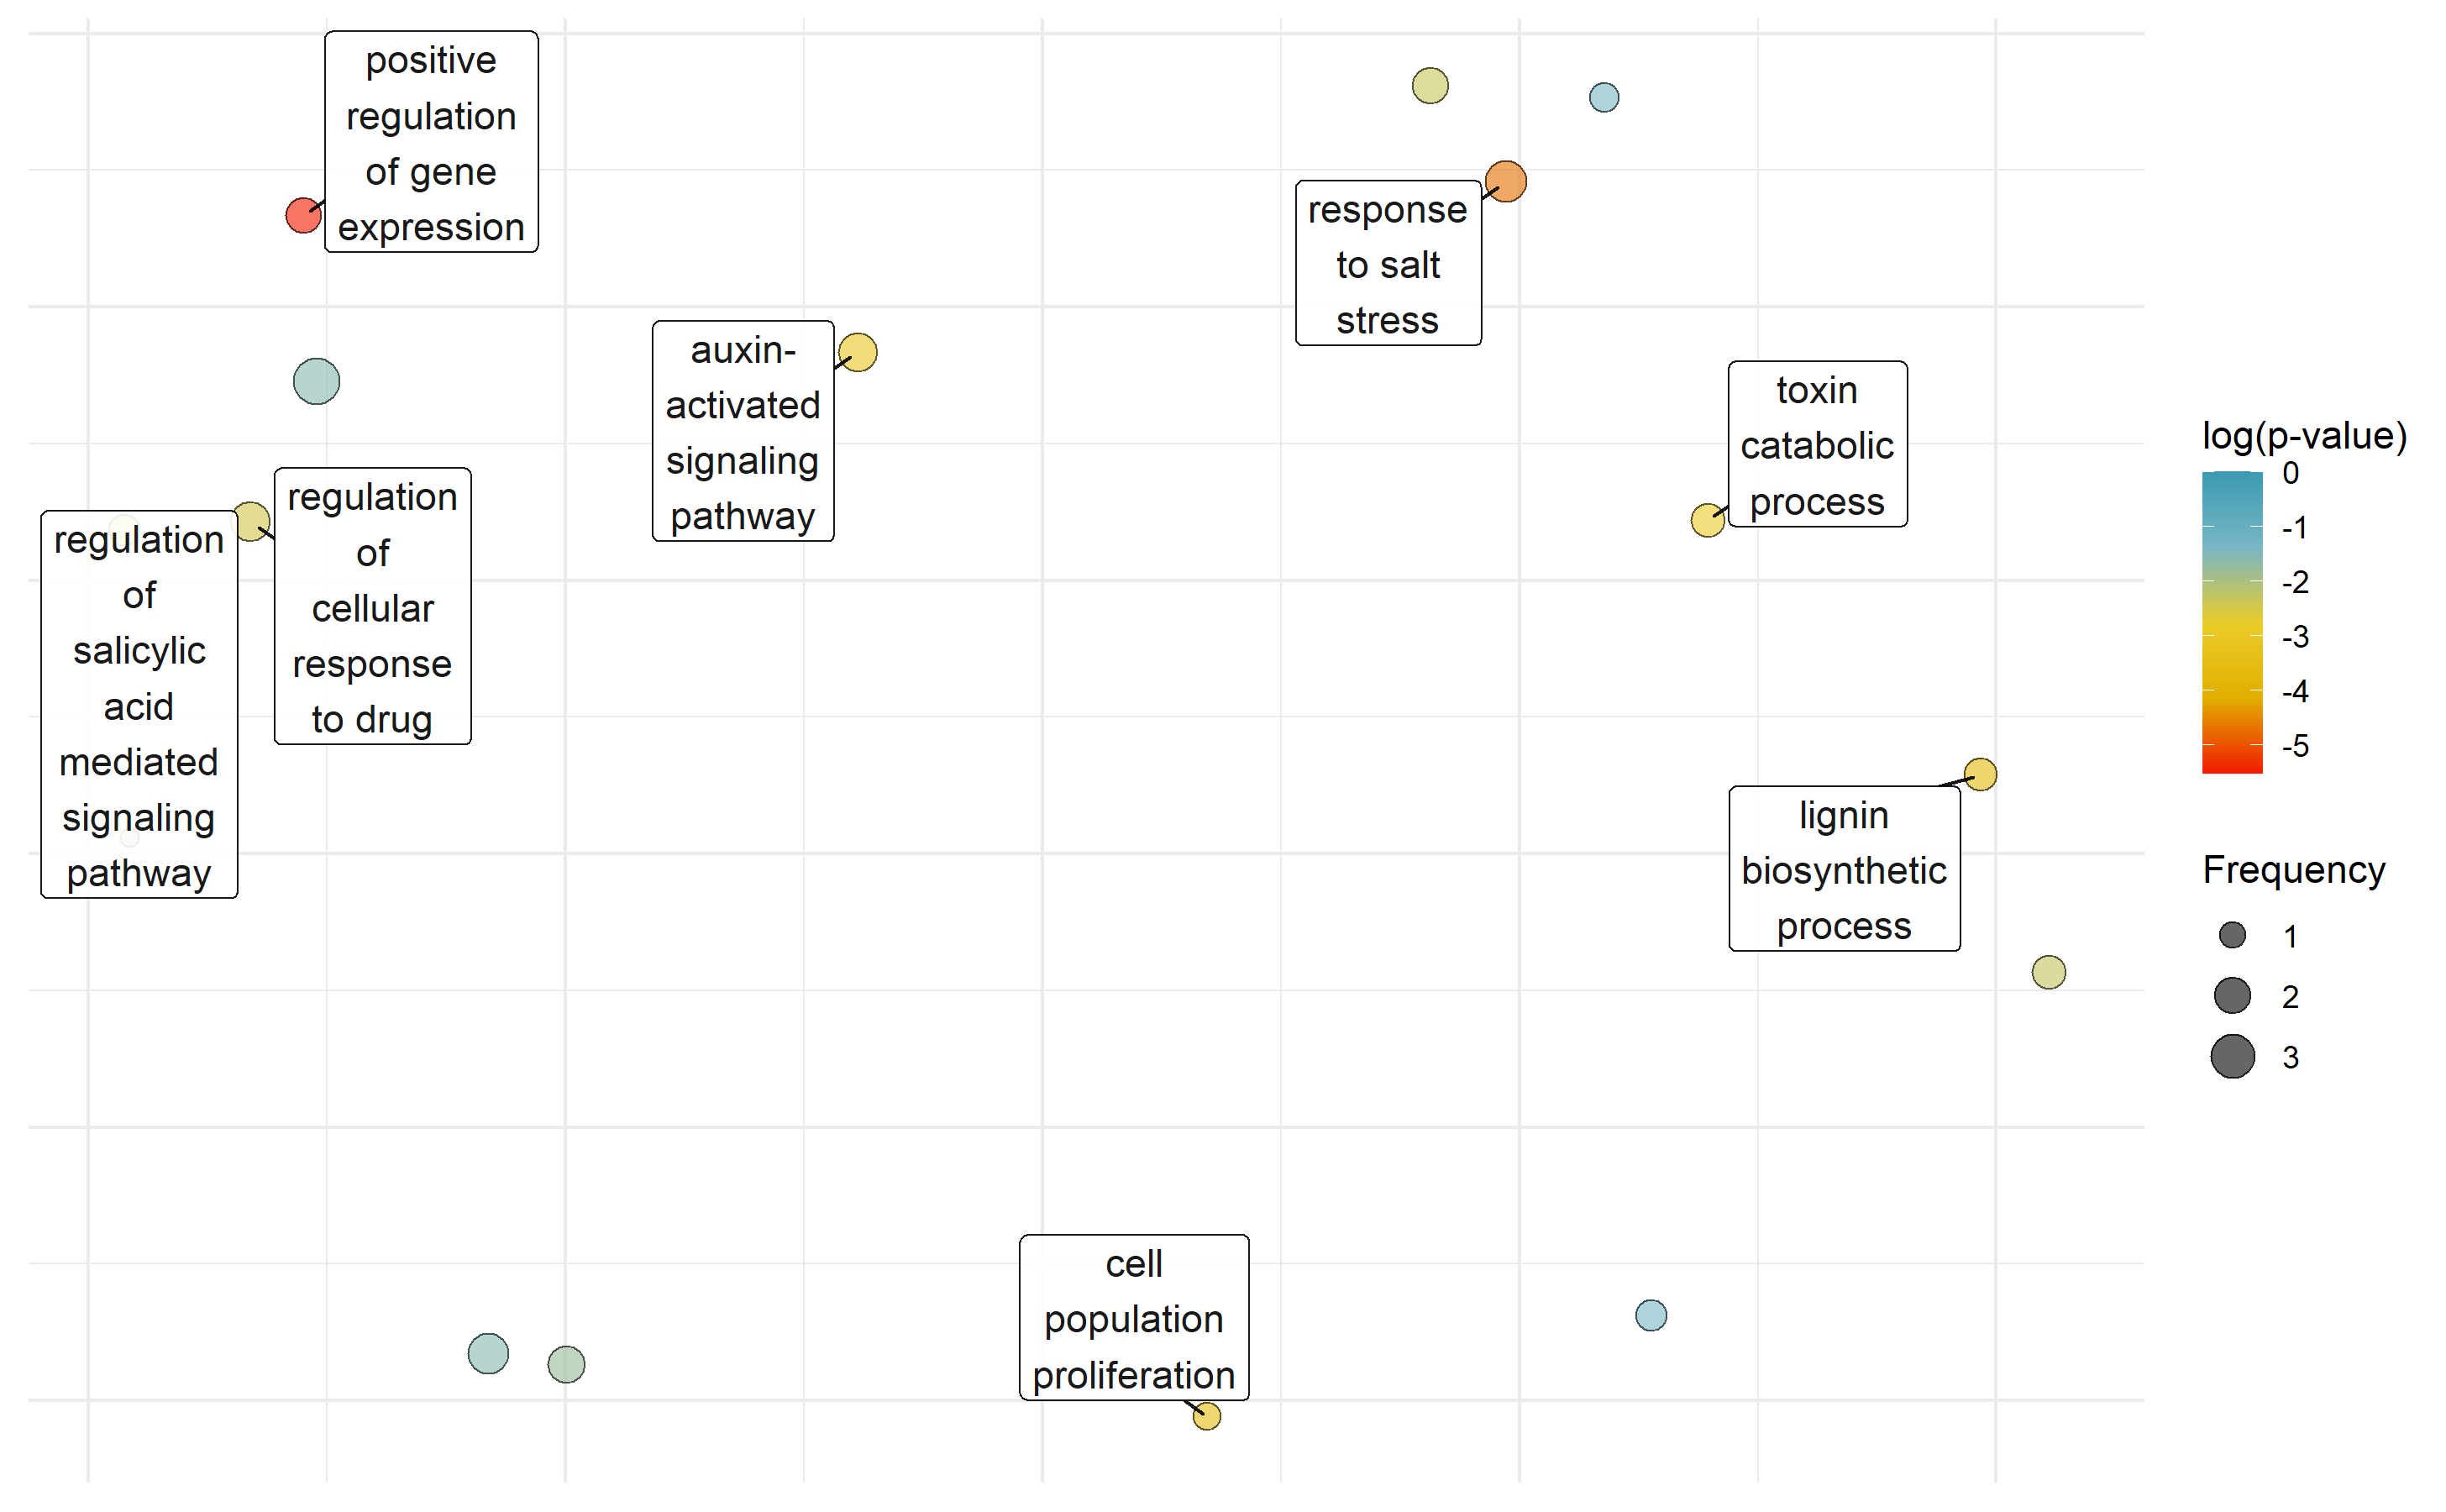 positive
regulation
of gene
expression
response
to salt
stress
auxin-
activated
signaling
pathway
toxin
catabolic
process
regulation
of
cellular
response
to drug
regulation
of
salicylic
acid
mediated
signaling
pathway
lignin
biosynthetic
process
cell
population
proliferation
log(p-value)
0
-1
-2
-3
-4
-5
Frequency
1
2
3